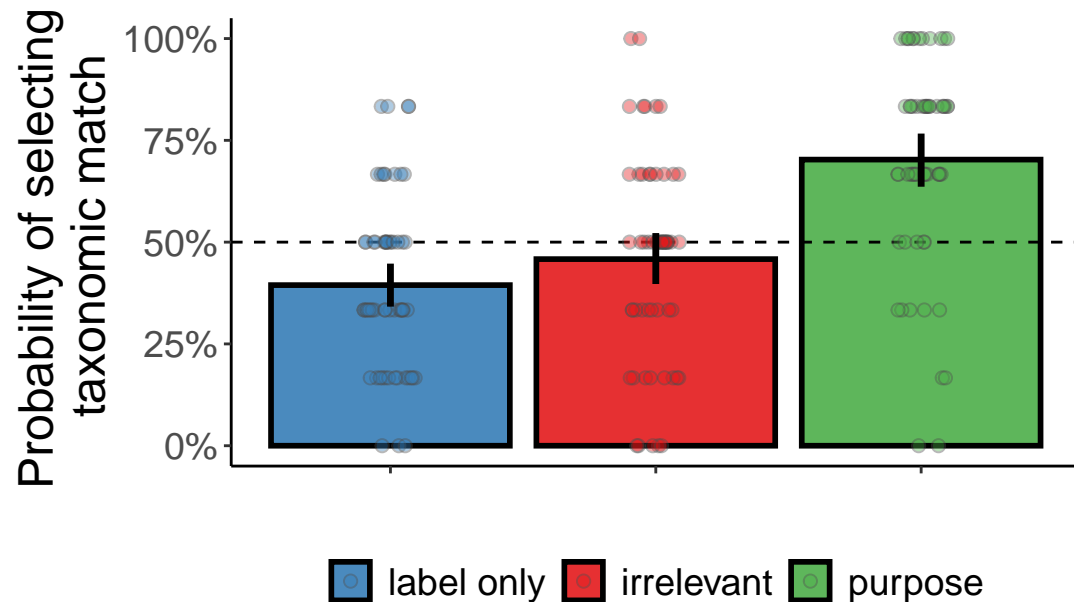 Probability of selecting
taxonomic match
100%
75%
50%
25%
0%
label only
irrelevant
purpose